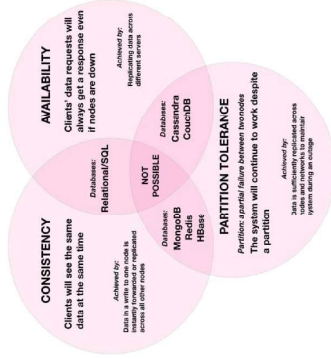 CONSISTENCY
Clients will see the same
data at the same time
Achieved by:
Data in a write to one node is
instantly forwarded or replicated
across all other nodes
AVAILABILITY
Clients' data requests will
always get a response even
if nodes are down
Achieved by:
Replicating data across
different servers
Databases:
Relational/SQL
NOT
POSSIBLE
Databases:
MongoDB
Redis
HBase
Databases:
Cassandra
CouchDB
PARTITION TOLERANCE
Partition: a partial failure between two nodes
The system will continue to work despite
a partition
Achieved by:
Data is sufficiently replicated across
nodes and networks to maintain
system during an outage